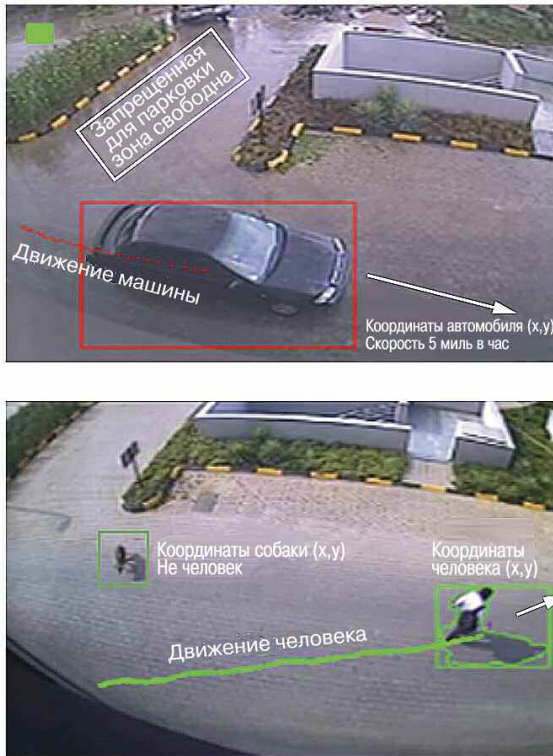 Запрещенная
для парковки
зона свободна
Движение машины
Координаты автомобиля (x,y)
Скорость 5 миль в час
Координаты собаки (x,y)
Не человек
Координаты
человека (x,y)
Движение человека